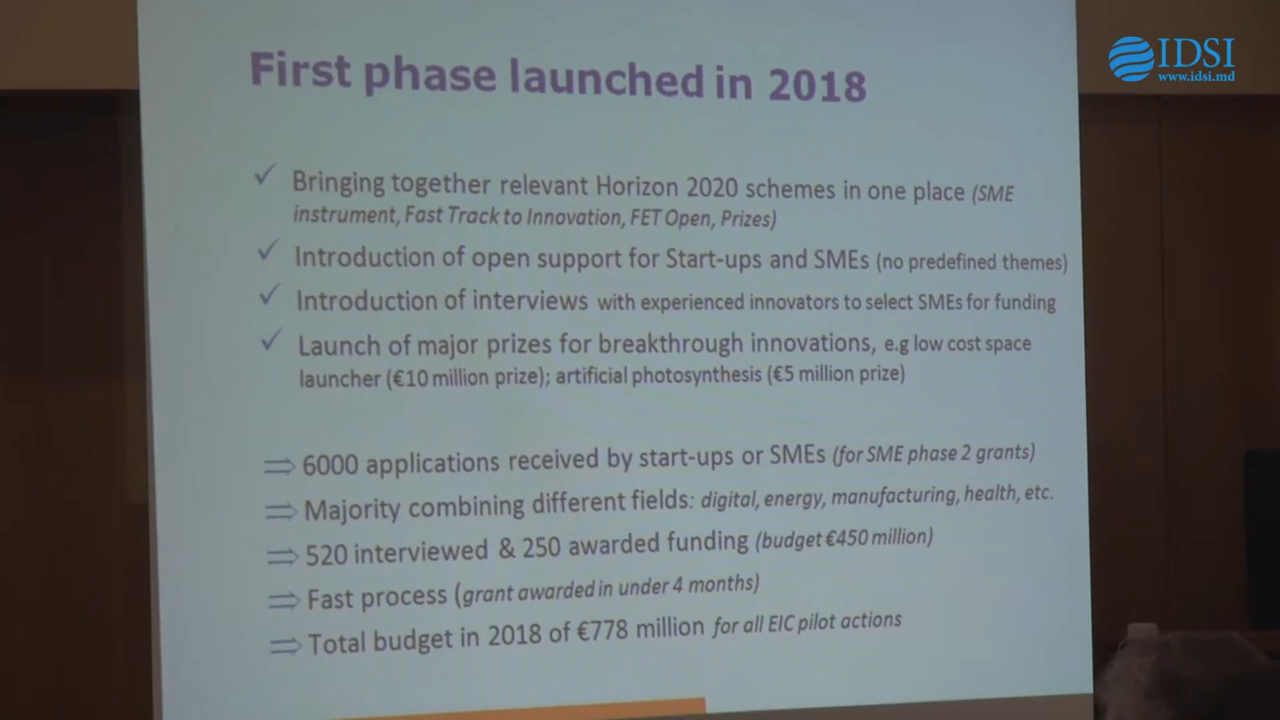 IDSI
www.idsi.md
First phase launched in 2018
✓ Bringing together relevant Horizon 2020 schemes in one place (SME
instrument, Fast Track to Innovation, FET Open, Prizes)
✓ Introduction of open support for Start-ups and SMEs (no predefined themes)
✓ Introduction of interviews with experienced innovators to select SMEs for funding
✓ Launch of major prizes for breakthrough innovations, e.g low cost space
launcher (€10 million prize); artificial photosynthesis (€5 million prize)
⇒ 6000 applications received by start-ups or SMEs (for SME phase 2 grants)
⇒ Majority combining different fields: digital, energy, manufacturing, health, etc.
⇒ 520 interviewed & 250 awarded funding (budget €450 million)
⇒ Fast process (grant awarded in under 4 months)
⇒ Total budget in 2018 of €778 million for all EIC pilot actions